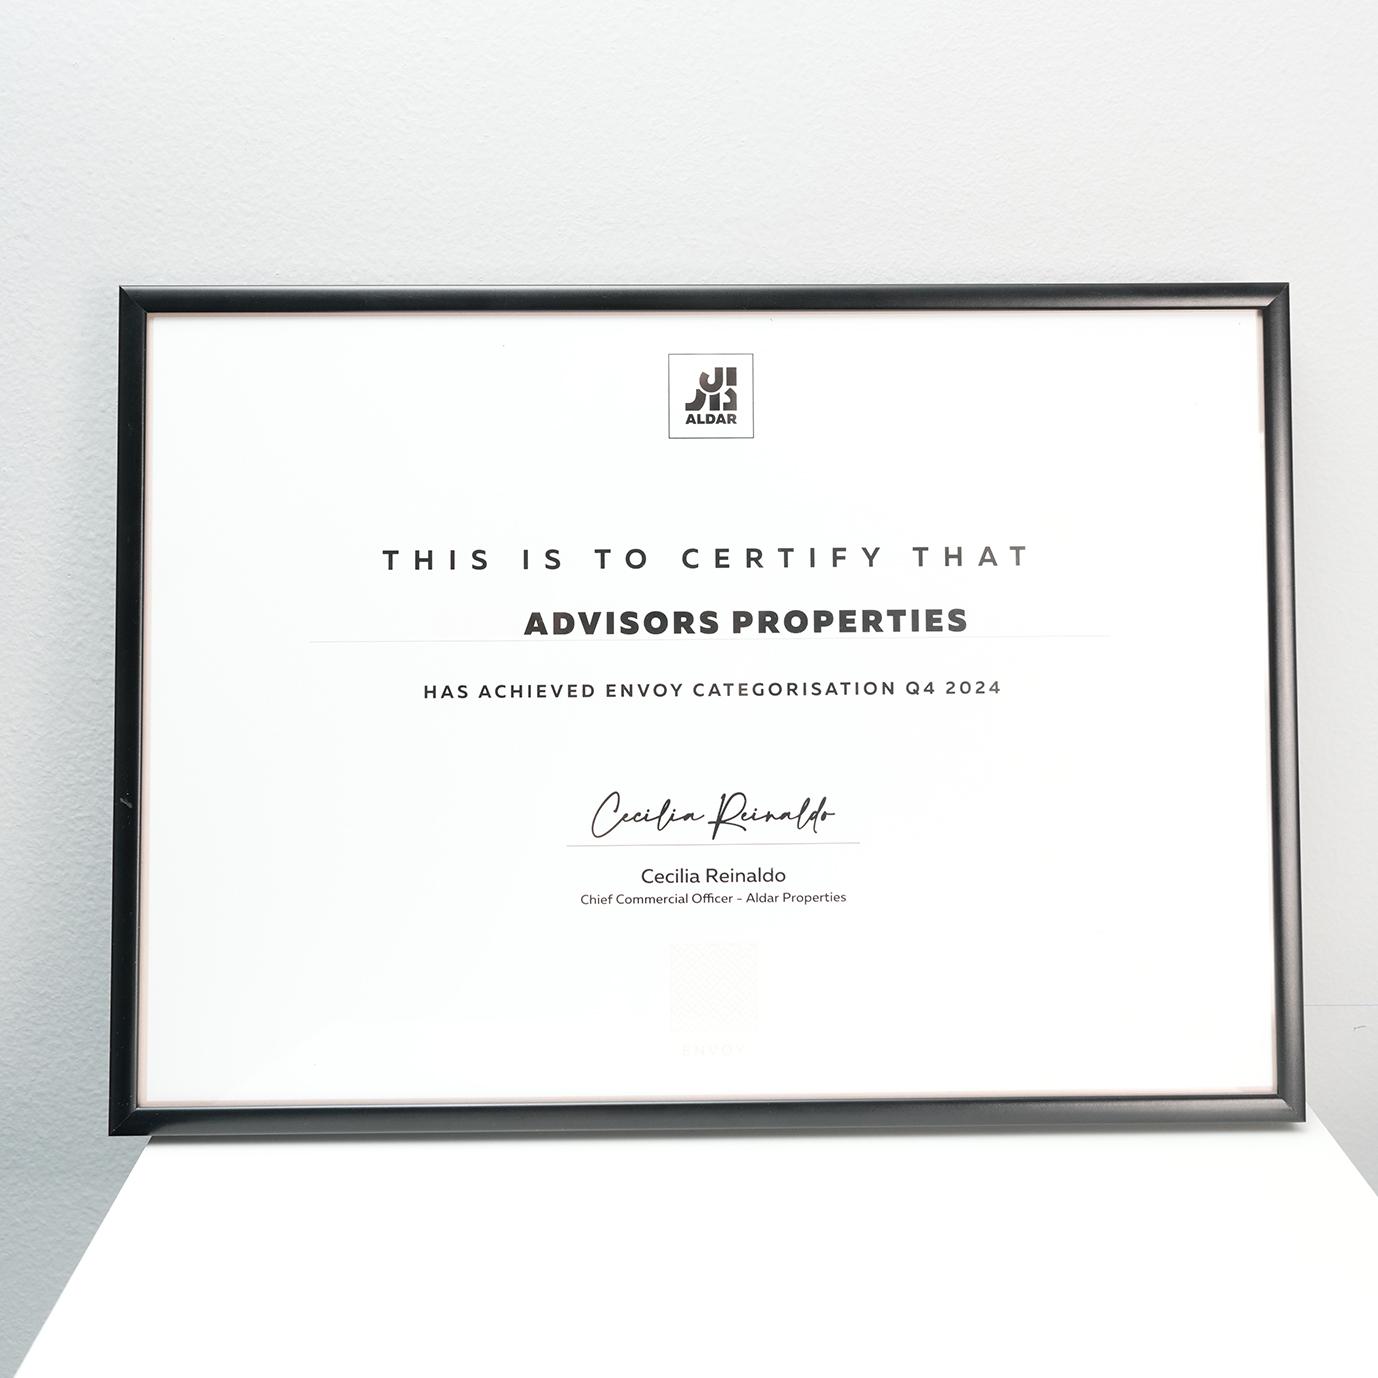 الدار
ALDAR
THIS IS TO CERTIFY THAT
ADVISORS PROPERTIES
HAS ACHIEVED ENVOY CATEGORISATION Q4 2024
Cecilia Reinaldo
Cecilia Reinaldo
Chief Commercial Officer - Aldar Properties
ENVOY